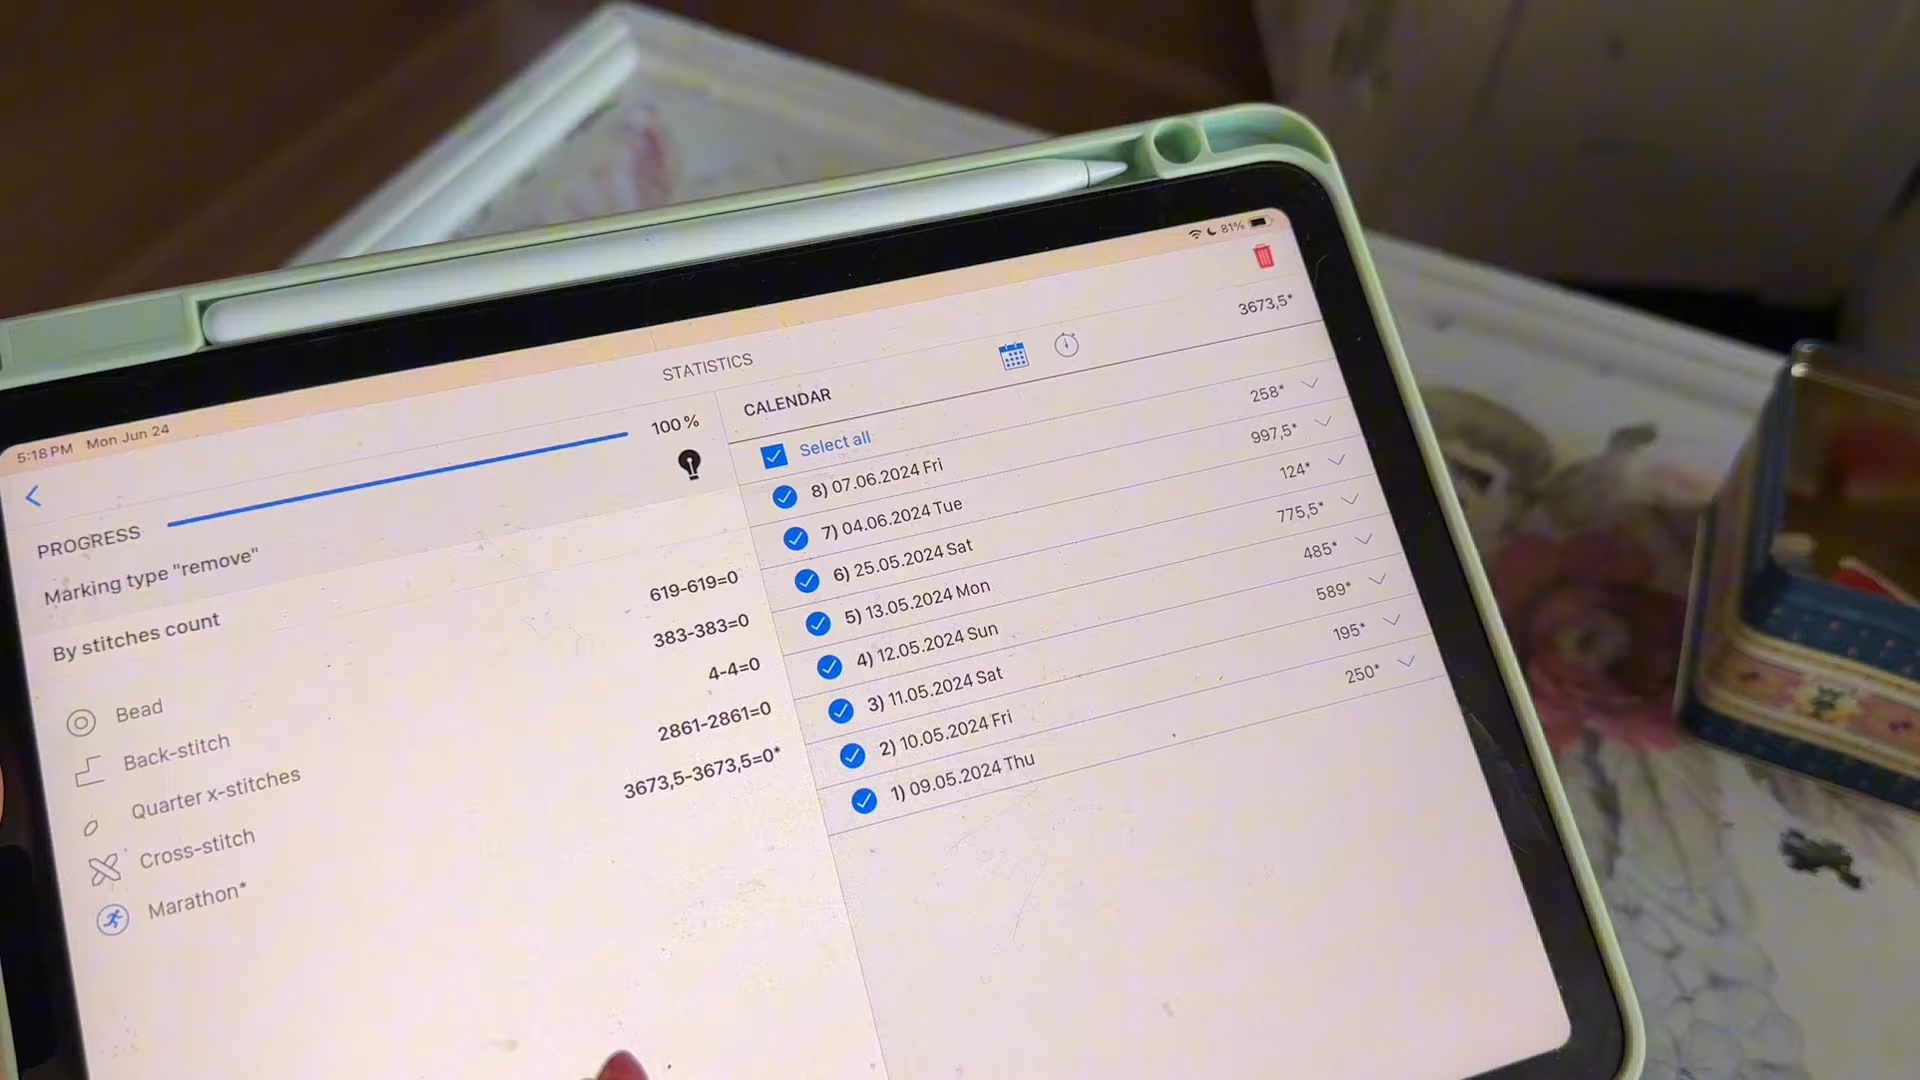 5:18 PM Mon Jun 24
81%
STATISTICS
PROGRESS
100 %
Marking type "remove"
By stitches count
Bead 619-619=0
Back-stitch 383-383=0
Quarter x-stitches 4-4=0
Cross-stitch 2861-2861=0
Marathon* 3673,5-3673,5=0*
CALENDAR
3673,5*
Select all
8) 07.06.2024 Fri 258*
7) 04.06.2024 Tue 997,5*
6) 25.05.2024 Sat 124*
5) 13.05.2024 Mon 775,5*
4) 12.05.2024 Sun 485*
3) 11.05.2024 Sat 589*
2) 10.05.2024 Fri 195*
1) 09.05.2024 Thu 250*